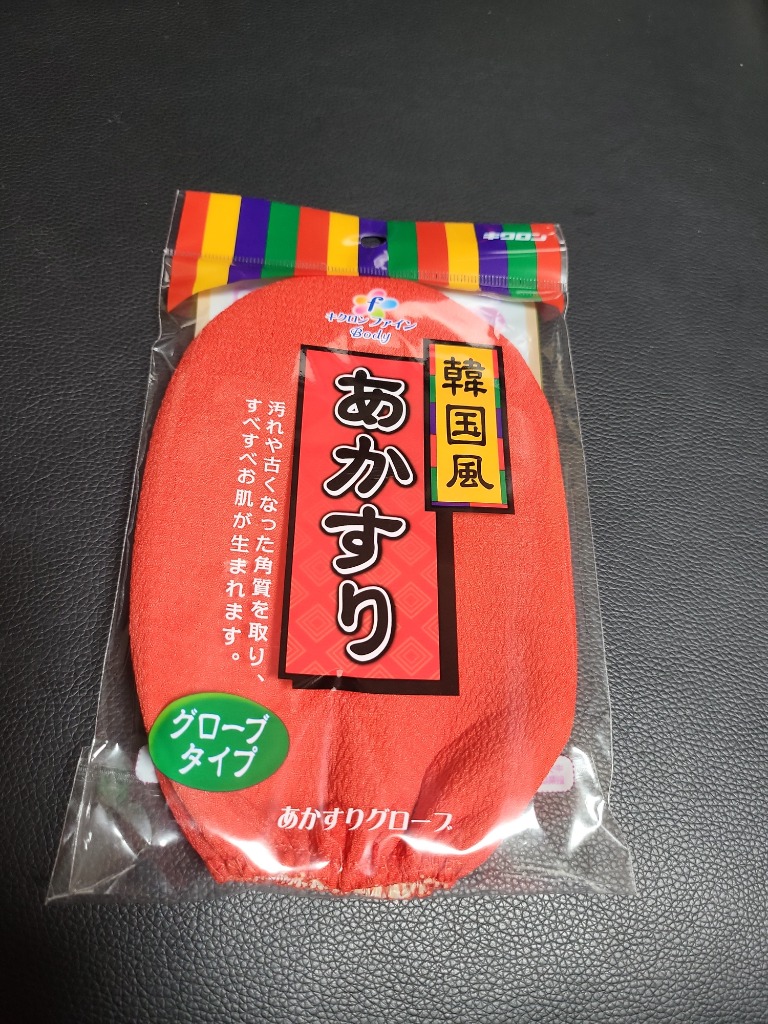 キクロン
f
キクロンファイン
Body
韓国風
あかすり
汚れや古くなった角質を取り、
すべすべお肌が生まれます。
グローブ
タイプ
あかすりグローブ